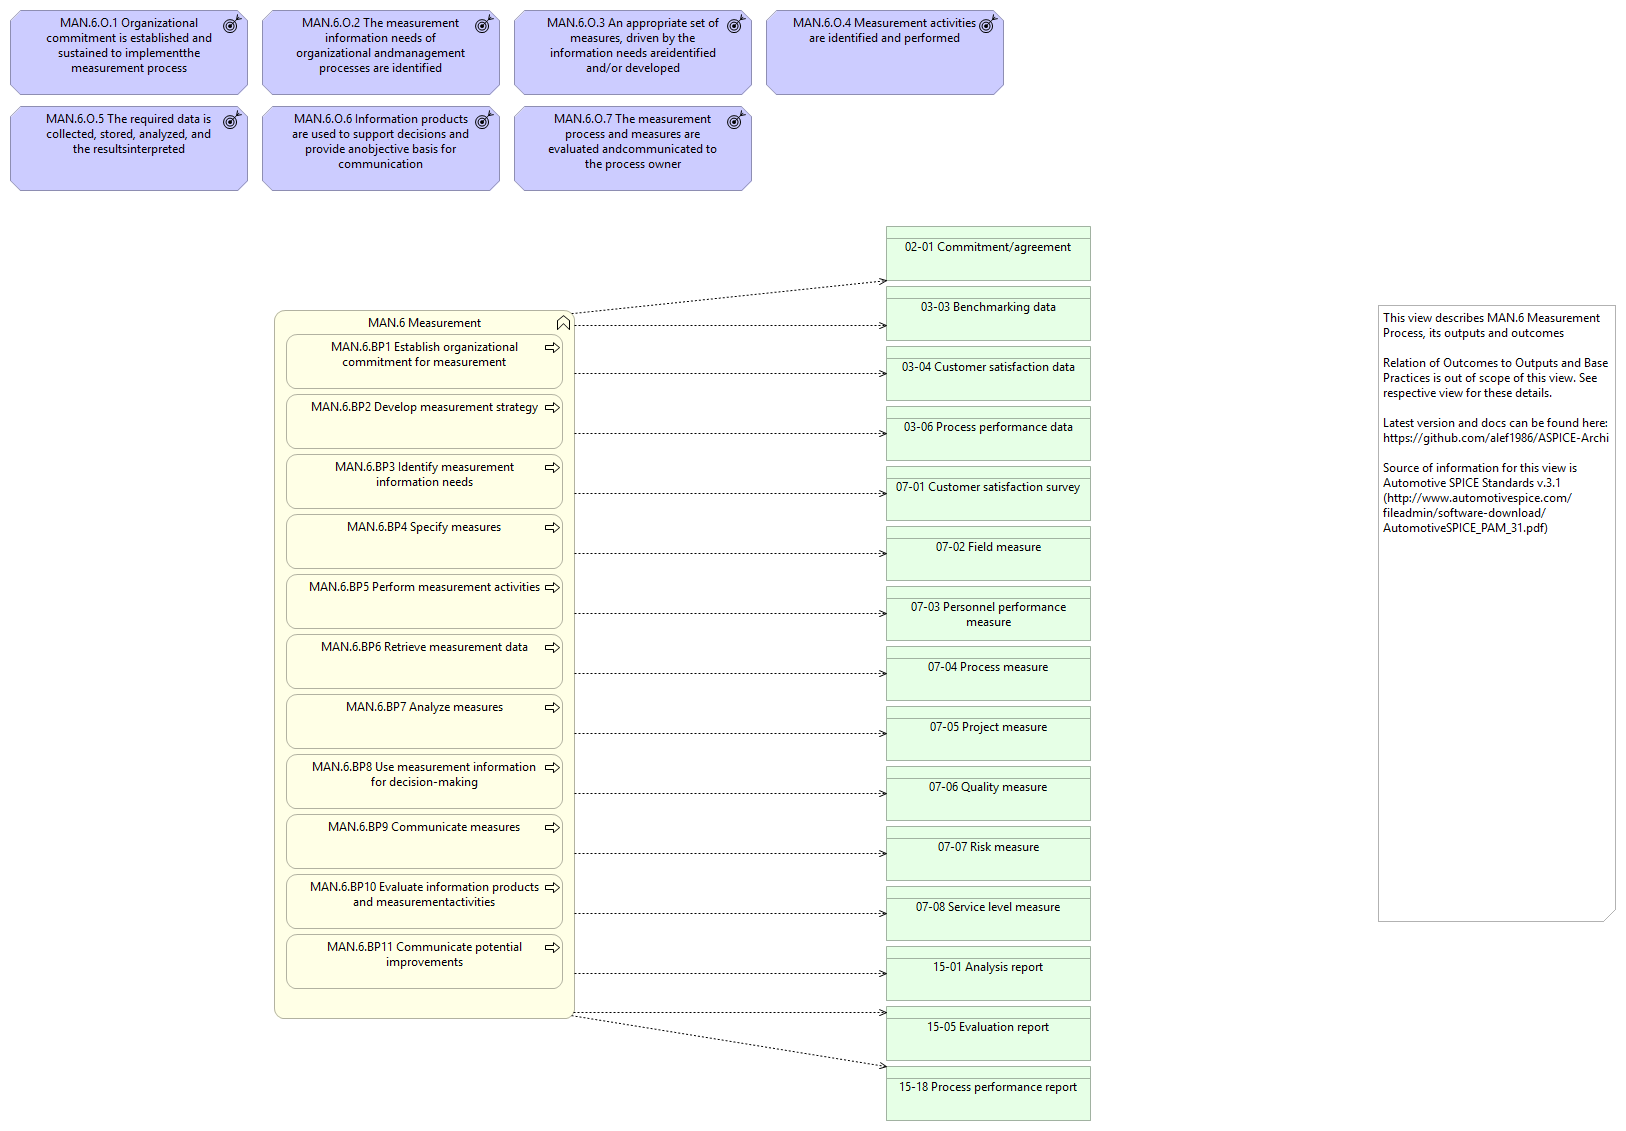 MAN.6.O.1 Organizational
commitment is established and
sustained to implementthe
measurement process
MAN.6.O.2 The measurement
information needs of
organizational andmanagement
processes are identified
MAN.6.O.3 An appropriate set of
measures, driven by the
information needs areidentified
and/or developed
MAN.6.O.4 Measurement activities
are identified and performed
MAN.6.O.5 The required data is
collected, stored, analyzed, and
the resultsinterpreted
MAN.6.O.6 Information products
are used to support decisions and
provide anobjective basis for
communication
MAN.6.O.7 The measurement
process and measures are
evaluated andcommunicated to
the process owner
MAN.6 Measurement
MAN.6.BP1 Establish organizational
commitment for measurement
MAN.6.BP2 Develop measurement strategy
MAN.6.BP3 Identify measurement
information needs
MAN.6.BP4 Specify measures
MAN.6.BP5 Perform measurement activities
MAN.6.BP6 Retrieve measurement data
MAN.6.BP7 Analyze measures
MAN.6.BP8 Use measurement information
for decision-making
MAN.6.BP9 Communicate measures
MAN.6.BP10 Evaluate information products
and measurementactivities
MAN.6.BP11 Communicate potential
improvements
02-01 Commitment/agreement
03-03 Benchmarking data
03-04 Customer satisfaction data
03-06 Process performance data
07-01 Customer satisfaction survey
07-02 Field measure
07-03 Personnel performance
measure
07-04 Process measure
07-05 Project measure
07-06 Quality measure
07-07 Risk measure
07-08 Service level measure
15-01 Analysis report
15-05 Evaluation report
15-18 Process performance report
This view describes MAN.6 Measurement
Process, its outputs and outcomes
Relation of Outcomes to Outputs and Base
Practices is out of scope of this view. See
respective view for these details.
Latest version and docs can be found here:
https://github.com/alef1986/ASPICE-Archi
Source of information for this view is
Automotive SPICE Standards v.3.1
(http://www.automotivespice.com/
fileadmin/software-download/
AutomotiveSPICE_PAM_31.pdf)